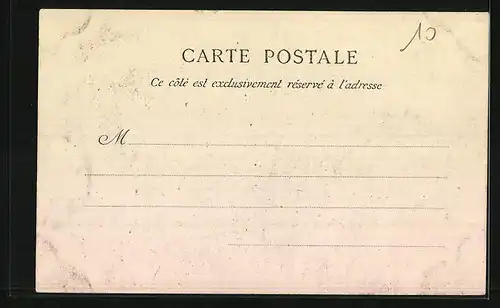 10
CARTE POSTALE
Ce côté est exclusivement réservé à l'adresse
M